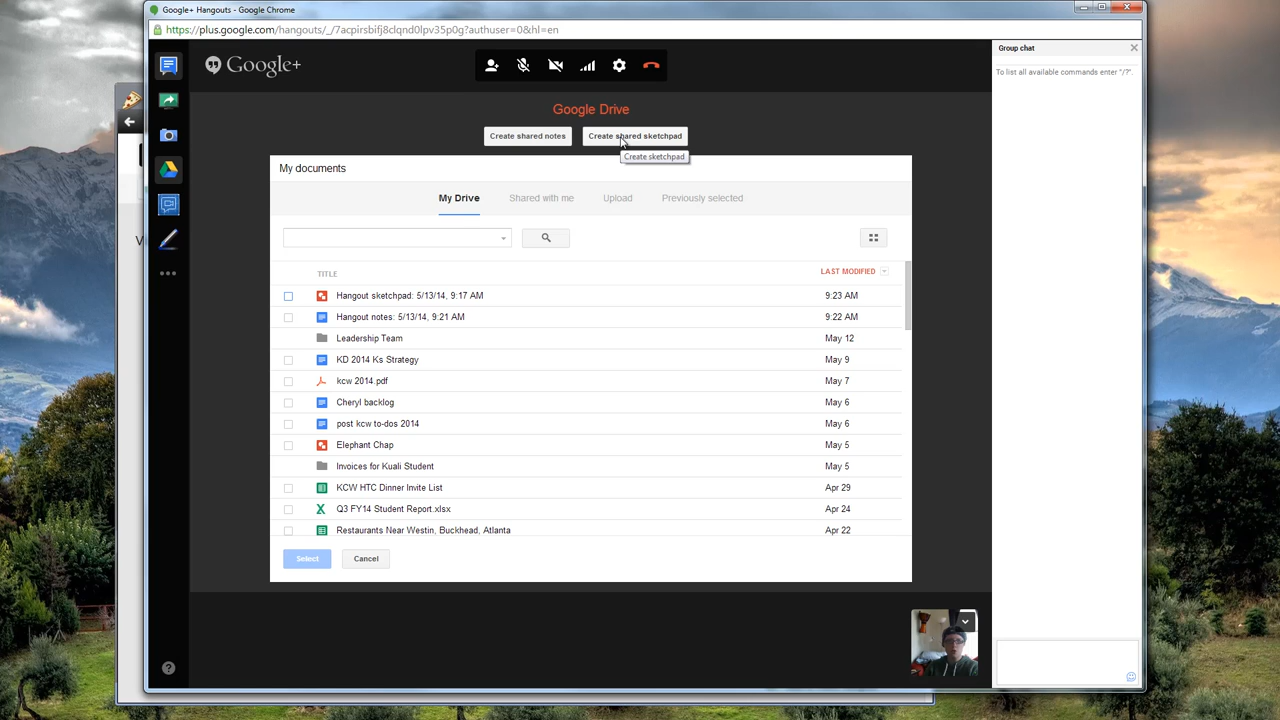 Google+ Hangouts - Google Chrome
https://plus.google.com/hangouts/_/7acpirsbifj8clqnd0lpv35p0g?authuser=0&hl=en
Google+
Group chat
To list all available commands enter "/?".
Google Drive
Create shared notes
Create shared sketchpad
Create sketchpad
My documents
My Drive
Shared with me
Upload
Previously selected
TITLE
LAST MODIFIED
Hangout sketchpad: 5/13/14, 9:17 AM
9:23 AM
Hangout notes: 5/13/14, 9:21 AM
9:22 AM
Leadership Team
May 12
KD 2014 Ks Strategy
May 9
kcw 2014.pdf
May 7
Cheryl backlog
May 6
post kcw to-dos 2014
May 6
Elephant Chap
May 5
Invoices for Kuali Student
May 5
KCW HTC Dinner Invite List
Apr 29
Q3 FY14 Student Report.xlsx
Apr 24
Restaurants Near Westin, Buckhead, Atlanta
Apr 22
Select
Cancel